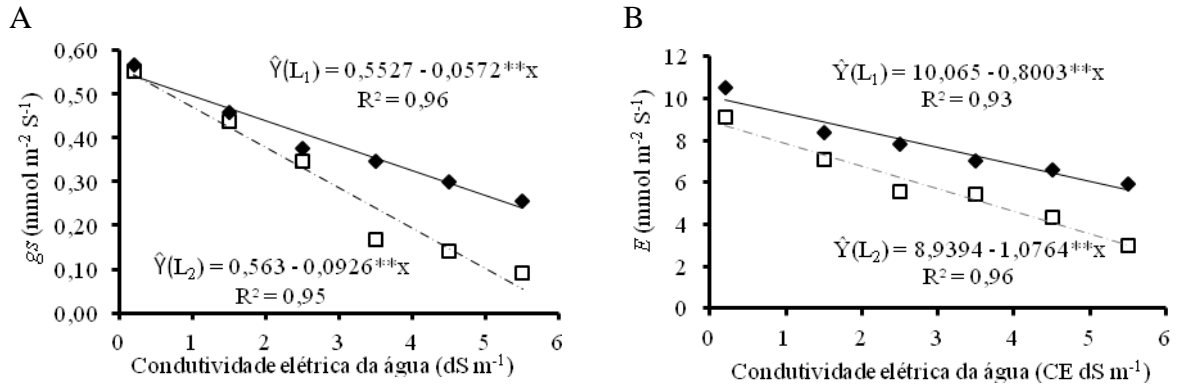 A
gs (mmol m-2 S-1)
0,60
0,50
0,40
0,30
0,20
0,10
0,00
Ŷ(L1) = 0,5527 - 0,0572**x
R² = 0,96
Ŷ(L2) = 0,563 - 0,0926**x
R² = 0,95
0 1 2 3 4 5 6
Condutividade elétrica da água (dS m-1)
B
E (mmol m-2 S-1)
12
10
8
6
4
2
0
Ŷ(L1) = 10,065 - 0,8003**x
R² = 0,93
Ŷ(L2) = 8,9394 - 1,0764**x
R² = 0,96
0 1 2 3 4 5 6
Condutividade elétrica da água (CE dS m-1)